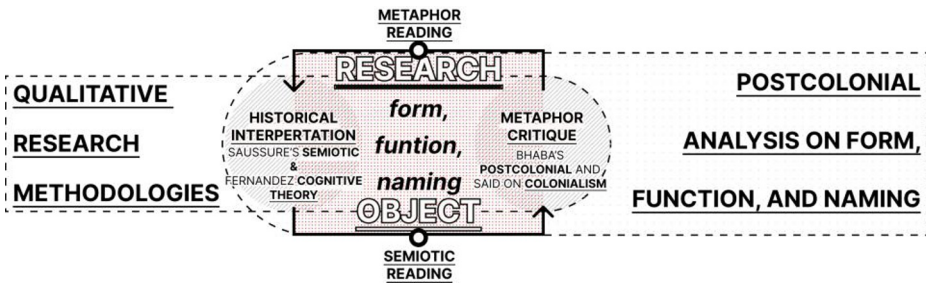 METAPHOR
READING
RESEARCH
QUALITATIVE
RESEARCH
METHODOLOGIES
HISTORICAL
INTERPERTATION
SAUSSURE'S SEMIOTIC
&
FERNANDEZ COGNITIVE
THEORY
form,
funtion,
naming
METAPHOR
CRITIQUE
BHABA'S
POSTCOLONIAL AND
SAID ON COLONIALISM
POSTCOLONIAL
ANALYSIS ON FORM,
FUNCTION, AND NAMING
OBJECT
SEMIOTIC
READING